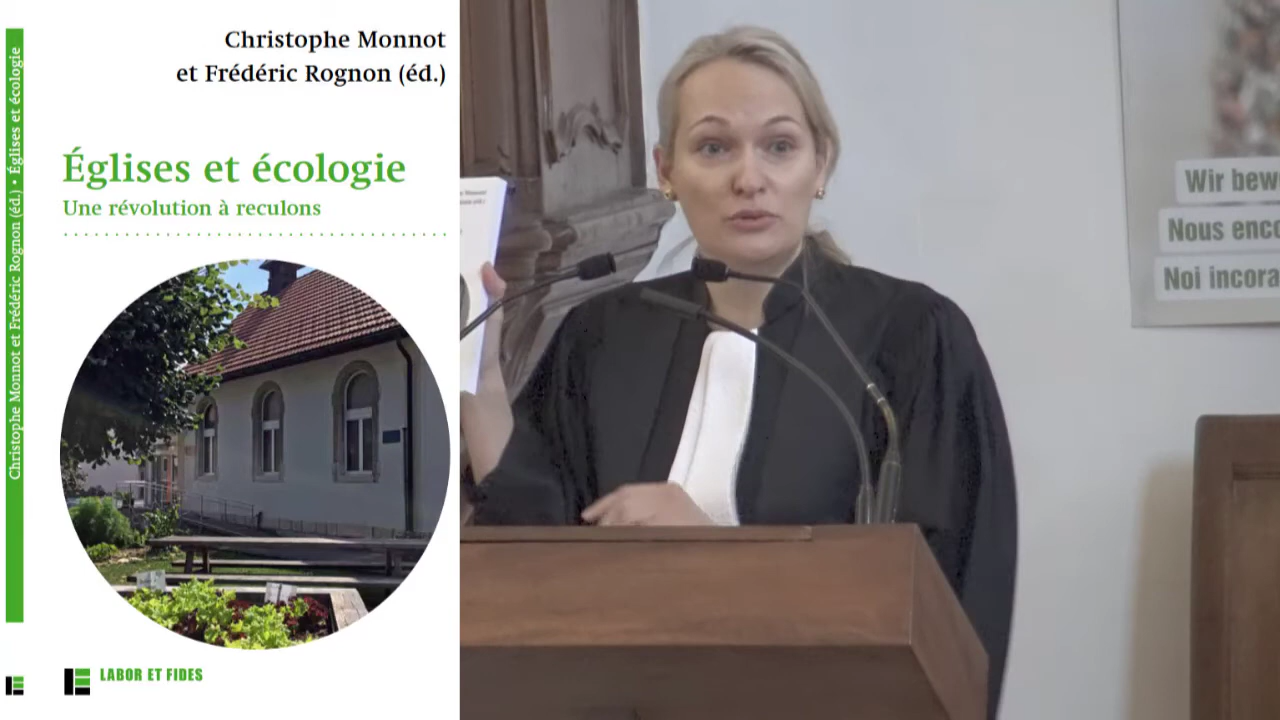 Christophe Monnot et Frédéric Rognon (éd.) • Églises et écologie
Christophe Monnot
et Frédéric Rognon (éd.)
Églises et écologie
Une révolution à reculons
LABOR ET FIDES
Wir bew
Nous enco
Noi incora